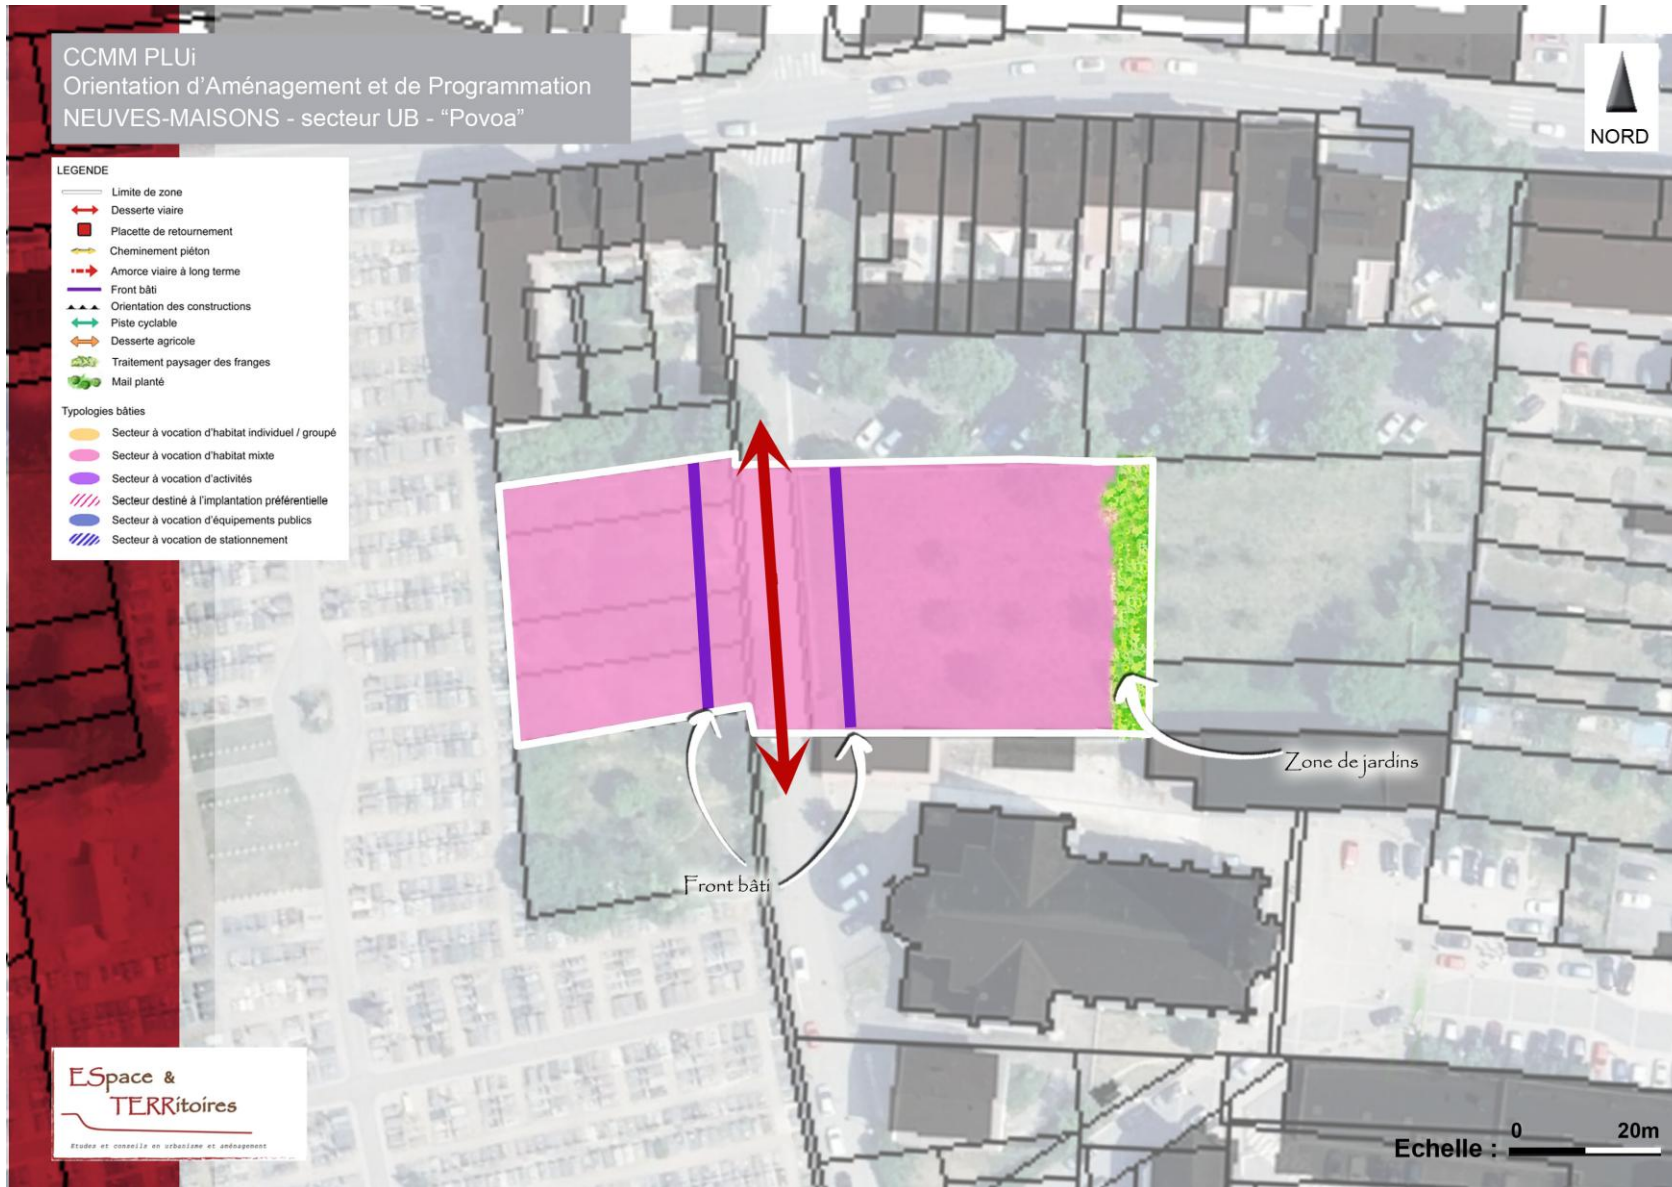 CCMM PLUi
Orientation d'Aménagement et de Programmation
NEUVES-MAISONS - secteur UB - "Povoa"
NORD
LEGENDE
Limite de zone
Desserte viaire
Placette de retournement
Cheminement piéton
Amorce viaire à long terme
Front bâti
Orientation des constructions
Piste cyclable
Desserte agricole
Traitement paysager des franges
Mail planté
Typologies bâties
Secteur à vocation d'habitat individuel / groupé
Secteur à vocation d'habitat mixte
Secteur à vocation d'activités
Secteur destiné à l'implantation préférentielle
Secteur à vocation d'équipements publics
Secteur à vocation de stationnement
Zone de jardins
Front bâti
ESpace &
TERRitoires
Etudes et conseils en urbanisme et aménagement
Echelle : 0 20m